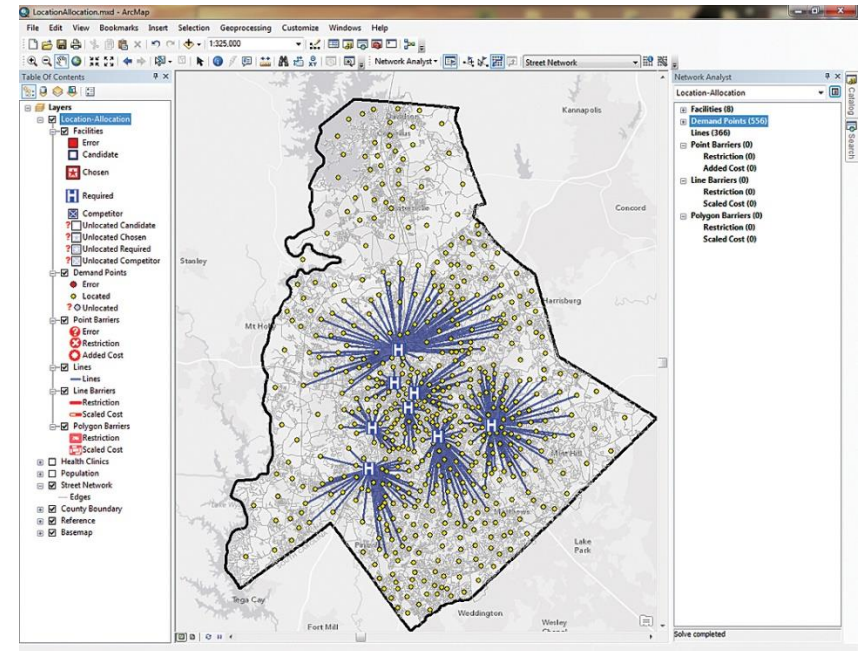 LocationAllocation.mxd - ArcMap
File Edit View Bookmarks Insert Selection Geoprocessing Customize Windows Help
1:325,000
Network Analyst
Street Network
Table Of Contents
Layers
Location-Allocation
Facilities
Error
Candidate
Chosen
H Required
Competitor
? Unlocated Candidate
? Unlocated Chosen
? Unlocated Required
? Unlocated Competitor
Demand Points
Error
Located
? Unlocated
Point Barriers
Error
Restriction
Added Cost
Lines
Lines
Line Barriers
Restriction
Scaled Cost
Polygon Barriers
Restriction
Scaled Cost
Health Clinics
Population
Street Network
Edges
County Boundary
Reference
Basemap
Kannapolis
Davidson
Concord
Stanley
Harrisburg
H
H
H
H
H
H
H
H
Mint Hill
Matthews
Lake
Park
Tega Cay
Weddington
Fort Mill
Wesley
Network Analyst
Location-Allocation
Facilities (8)
Demand Points (556)
Lines (366)
Point Barriers (0)
Restriction (0)
Added Cost (0)
Line Barriers (0)
Restriction (0)
Scaled Cost (0)
Polygon Barriers (0)
Restriction (0)
Scaled Cost (0)
Solve completed
Catalog
Search